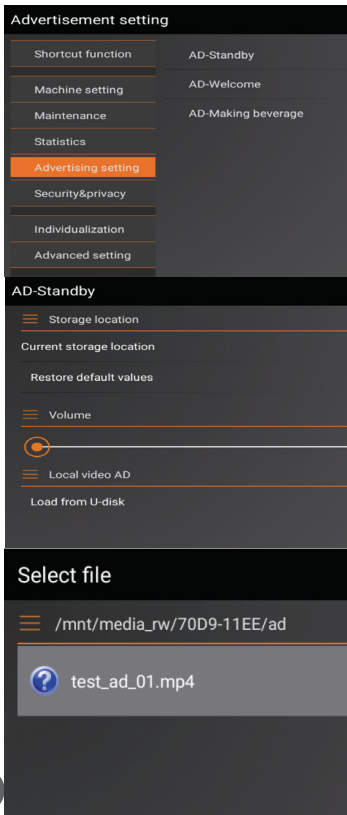 Advertisement setting
Shortcut function
AD-Standby
Machine setting
AD-Welcome
Maintenance
AD-Making beverage
Statistics
Advertising setting
Security&privacy
Individualization
Advanced setting
AD-Standby
Storage location
Current storage location
Restore default values
Volume
Local video AD
Load from U-disk
Select file
/mnt/media_rw/70D9-11EE/ad
test_ad_01.mp4